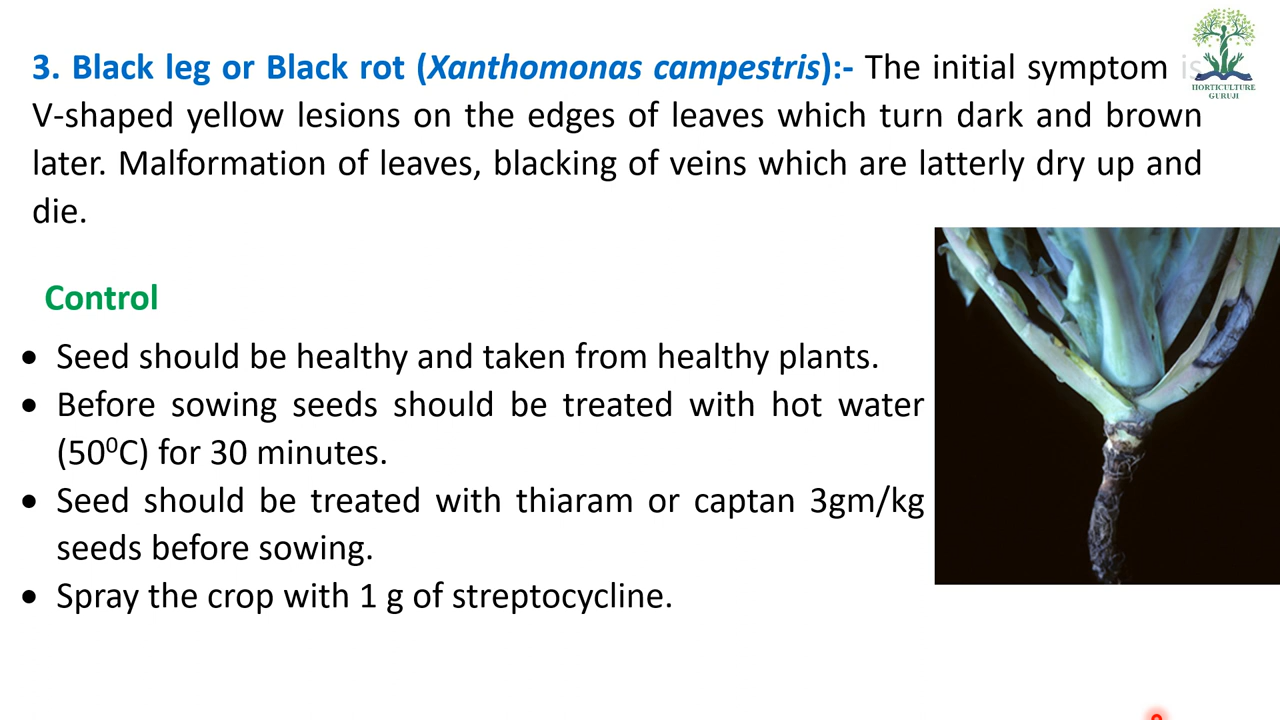 3. Black leg or Black rot (Xanthomonas campestris):- The initial symptom is
V-shaped yellow lesions on the edges of leaves which turn dark and brown
later. Malformation of leaves, blacking of veins which are latterly dry up and
die.
HORTICULTURE
GURUJI
Control
• Seed should be healthy and taken from healthy plants.
• Before sowing seeds should be treated with hot water
(50⁰C) for 30 minutes.
• Seed should be treated with thiaram or captan 3gm/kg
seeds before sowing.
• Spray the crop with 1 g of streptocycline.